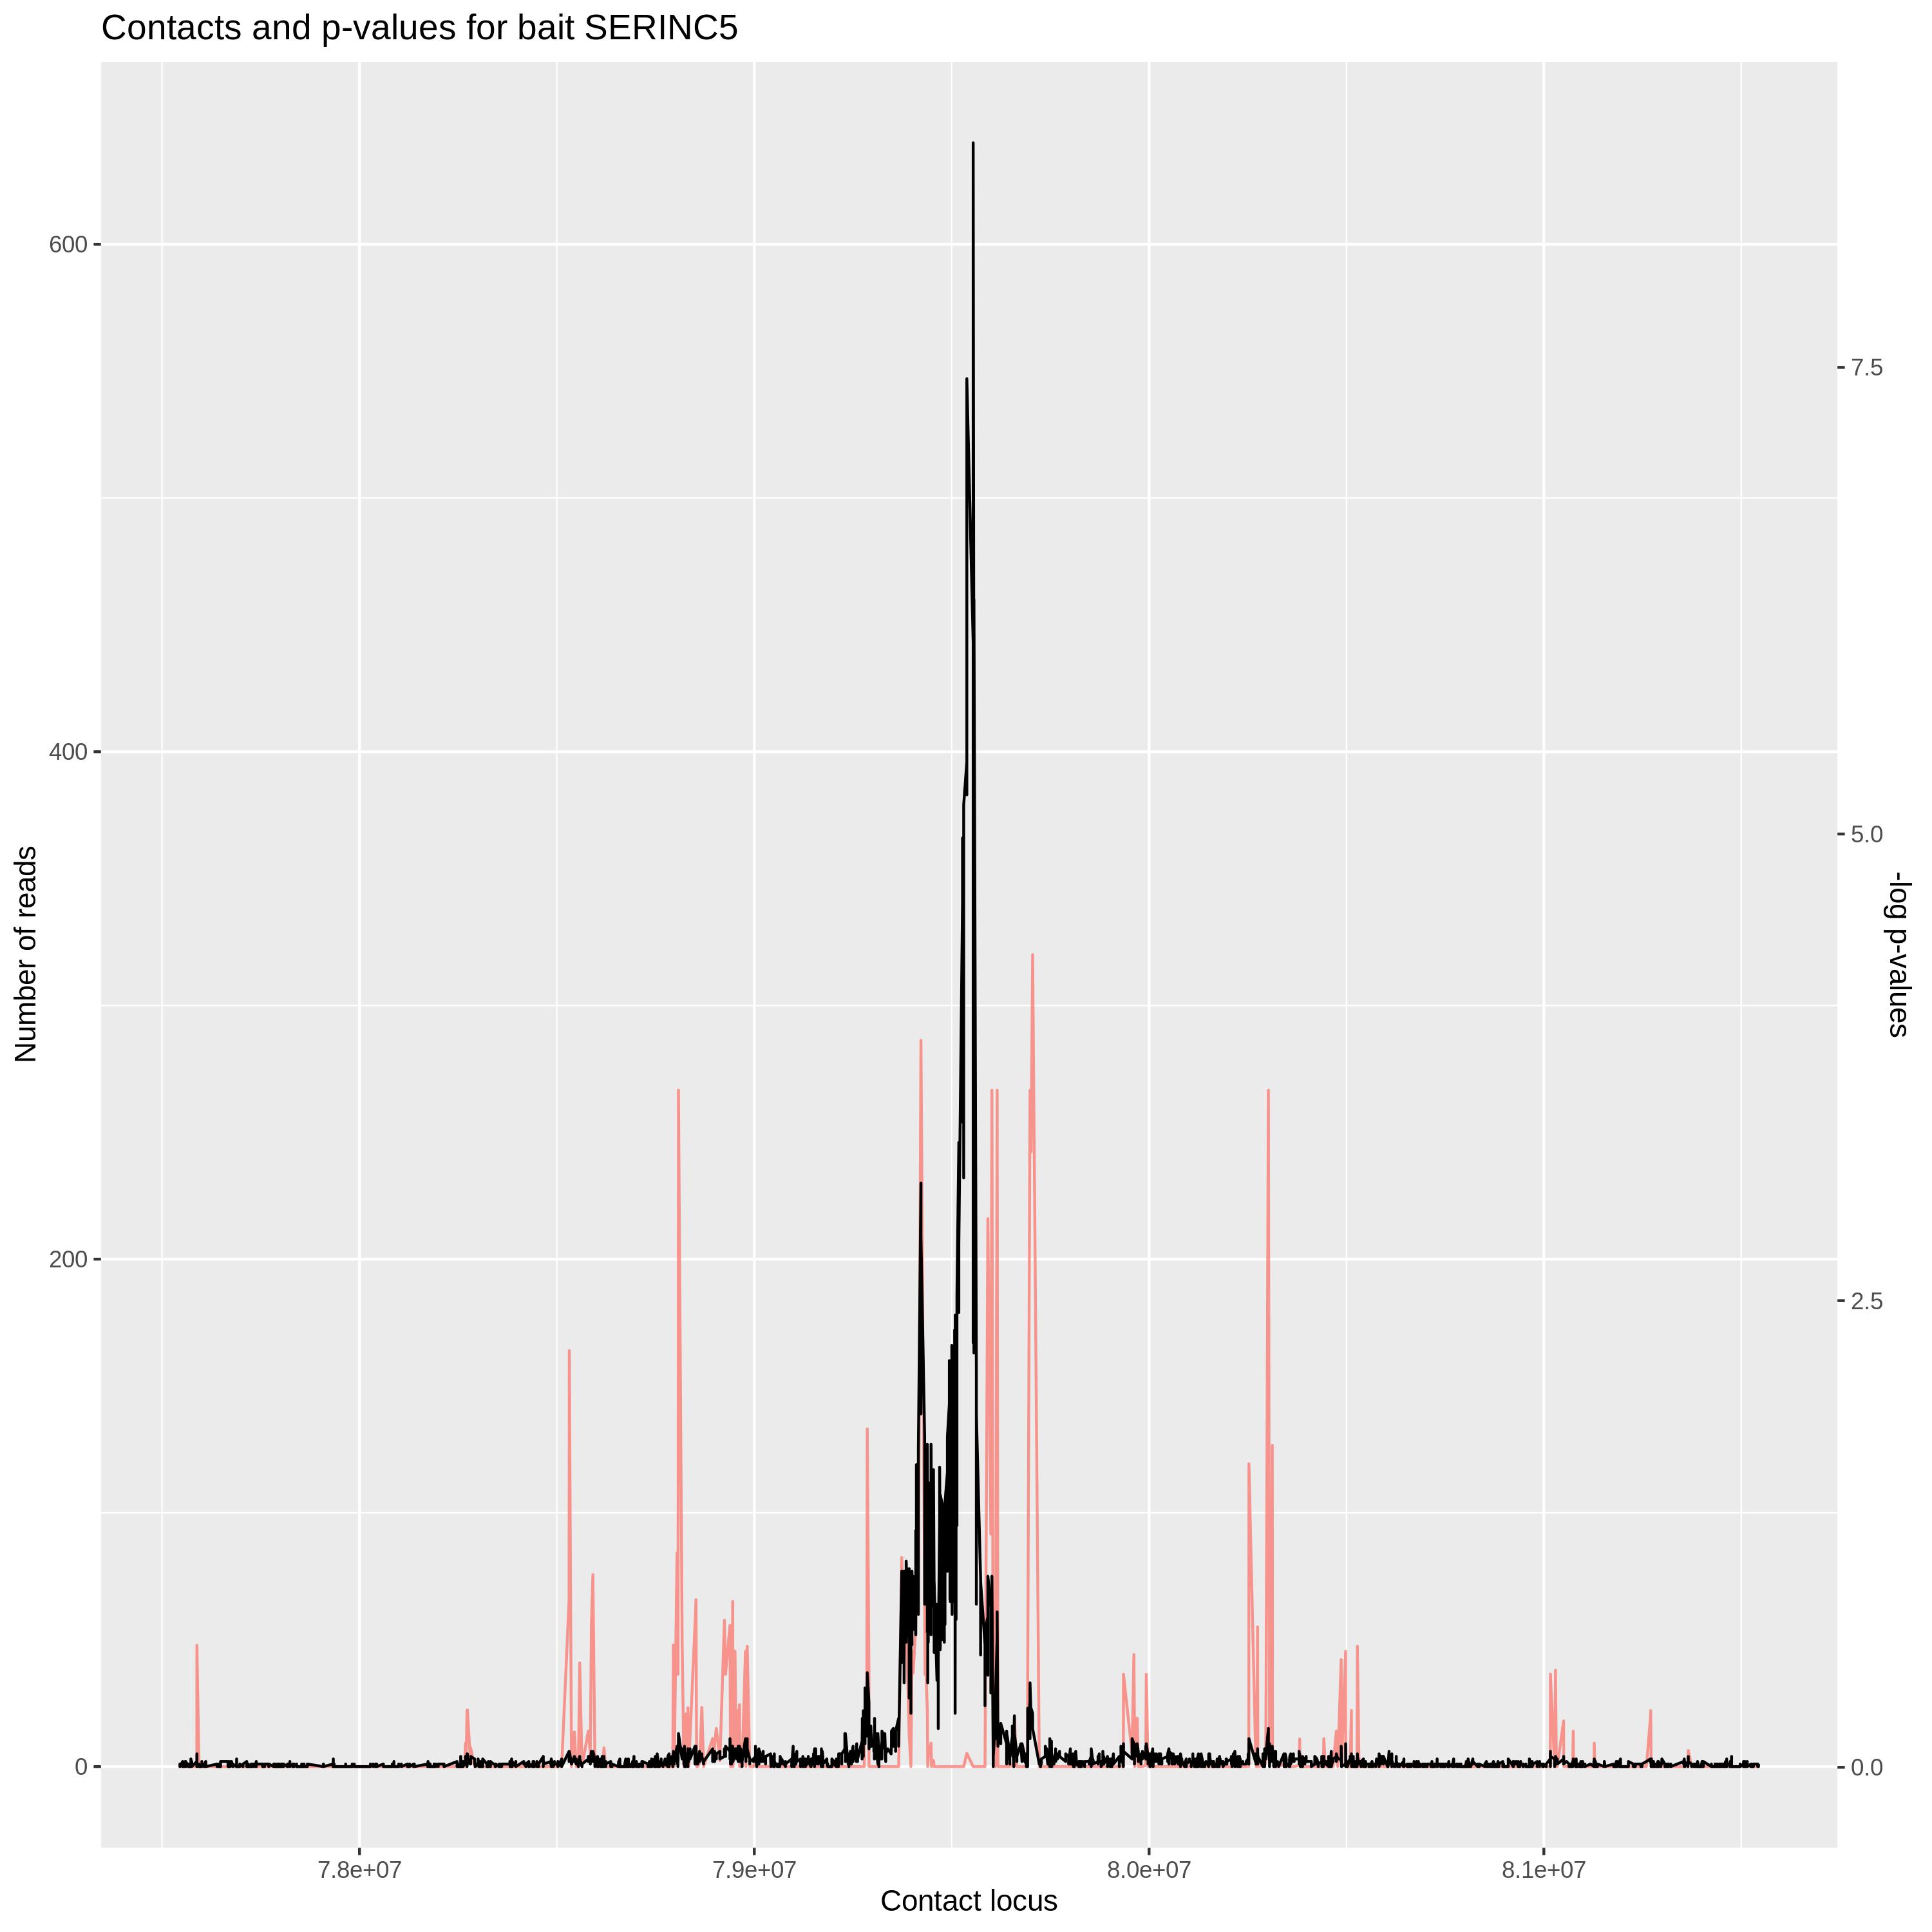 Contacts and p-values for bait SERINC5
600
400
200
0
7.5
5.0
2.5
0.0
Number of reads
-log p-values
7.8e+07
7.9e+07
8.0e+07
8.1e+07
Contact locus